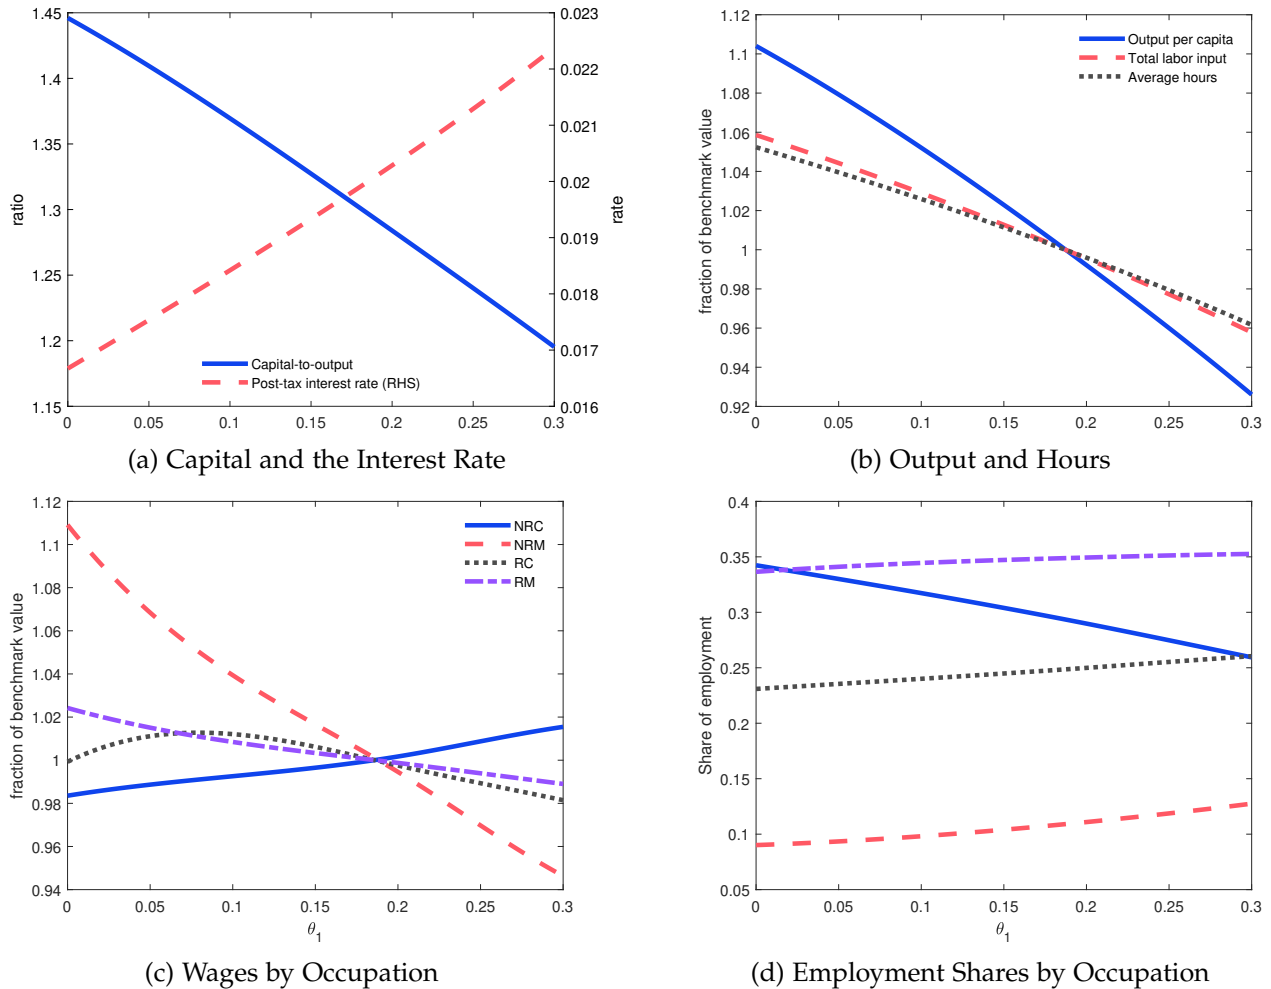 1.45
1.4
1.35
1.3
1.25
1.2
1.15
ratio
0.023
0.022
0.021
0.02
0.019
0.018
0.017
0.016
rate
Capital-to-output
Post-tax interest rate (RHS)
0 0.05 0.1 0.15 0.2 0.25 0.3
(a) Capital and the Interest Rate
1.12
1.1
1.08
1.06
1.04
1.02
1
0.98
0.96
0.94
0.92
fraction of benchmark value
Output per capita
Total labor input
Average hours
0 0.05 0.1 0.15 0.2 0.25 0.3
(b) Output and Hours
1.12
1.1
1.08
1.06
1.04
1.02
1
0.98
0.96
0.94
fraction of benchmark value
NRC
NRM
RC
RM
0 0.05 0.1 0.15 0.2 0.25 0.3
θ1
(c) Wages by Occupation
0.4
0.35
0.3
0.25
0.2
0.15
0.1
0.05
Share of employment
0 0.05 0.1 0.15 0.2 0.25 0.3
θ1
(d) Employment Shares by Occupation